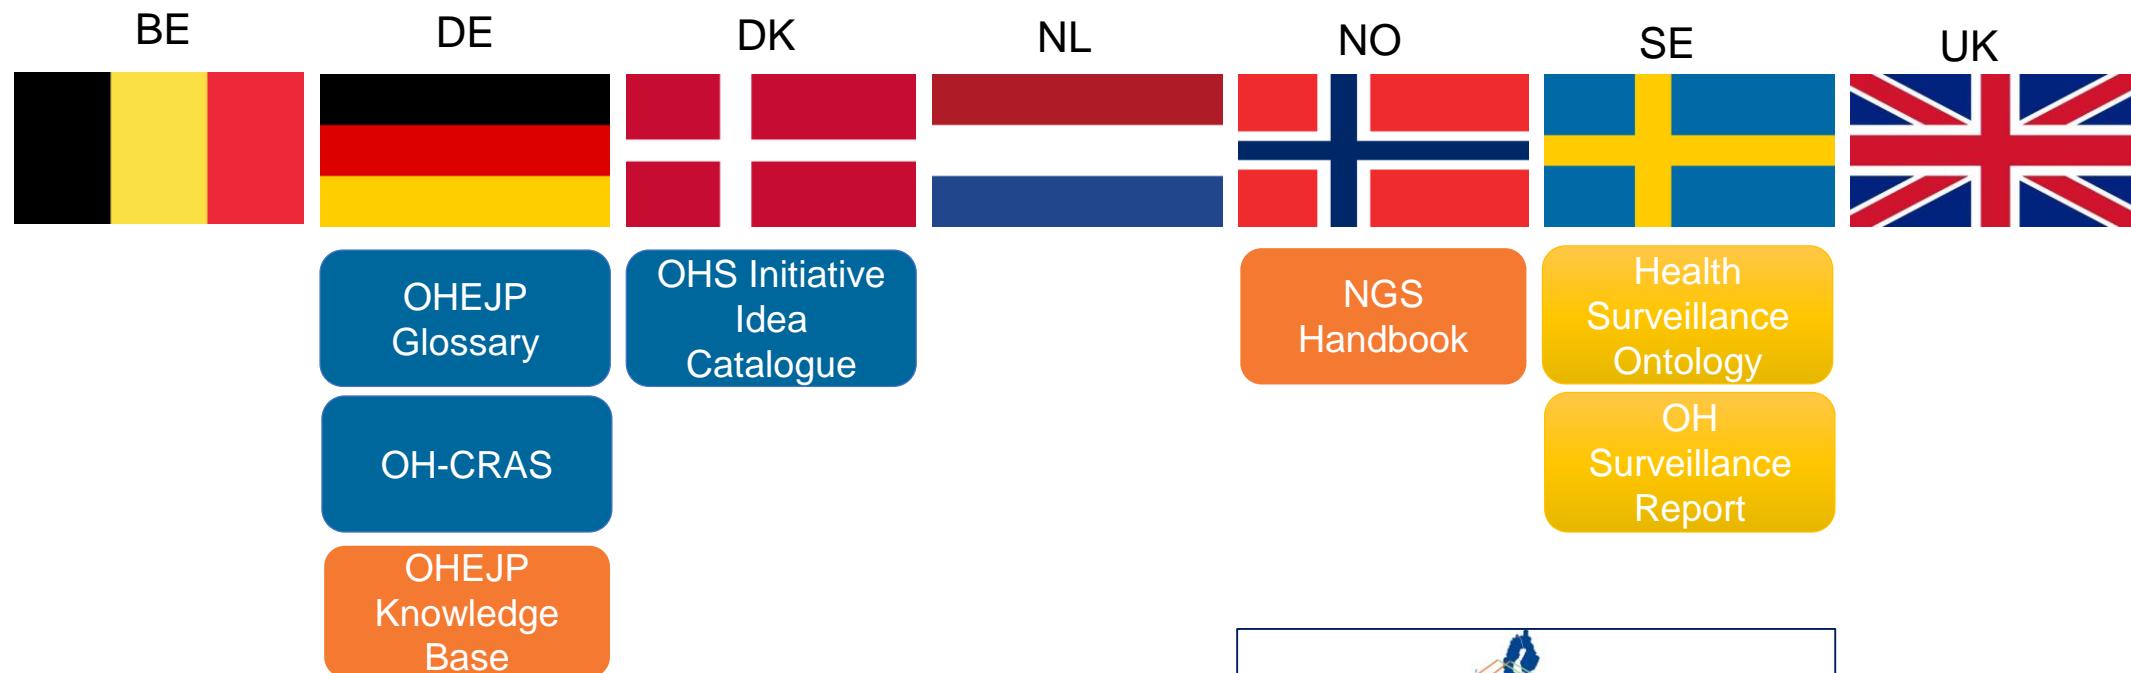 BE DE DK NL NO SE UK
OHEJP
Glossary
OHS Initiative
Idea
Catalogue
NGS
Handbook
Health
Surveillance
Ontology
OH-CRAS
OH
Surveillance
Report
OHEJP
Knowledge
Base